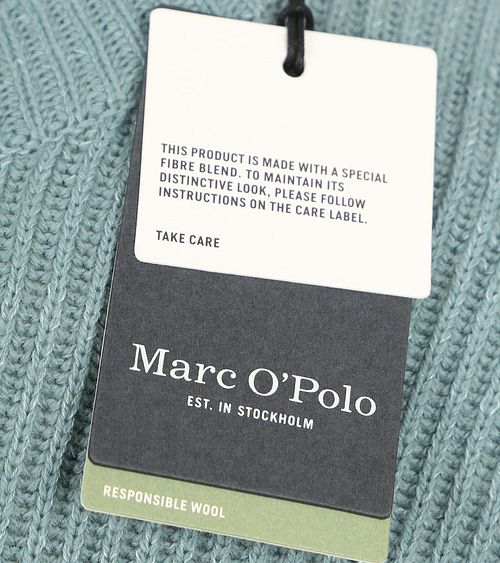 THIS PRODUCT IS MADE WITH A SPECIAL
FIBRE BLEND. TO MAINTAIN ITS
DISTINCTIVE LOOK, PLEASE FOLLOW
INSTRUCTIONS ON THE CARE LABEL.
TAKE CARE
Marc O'Polo
EST. IN STOCKHOLM
RESPONSIBLE WOOL